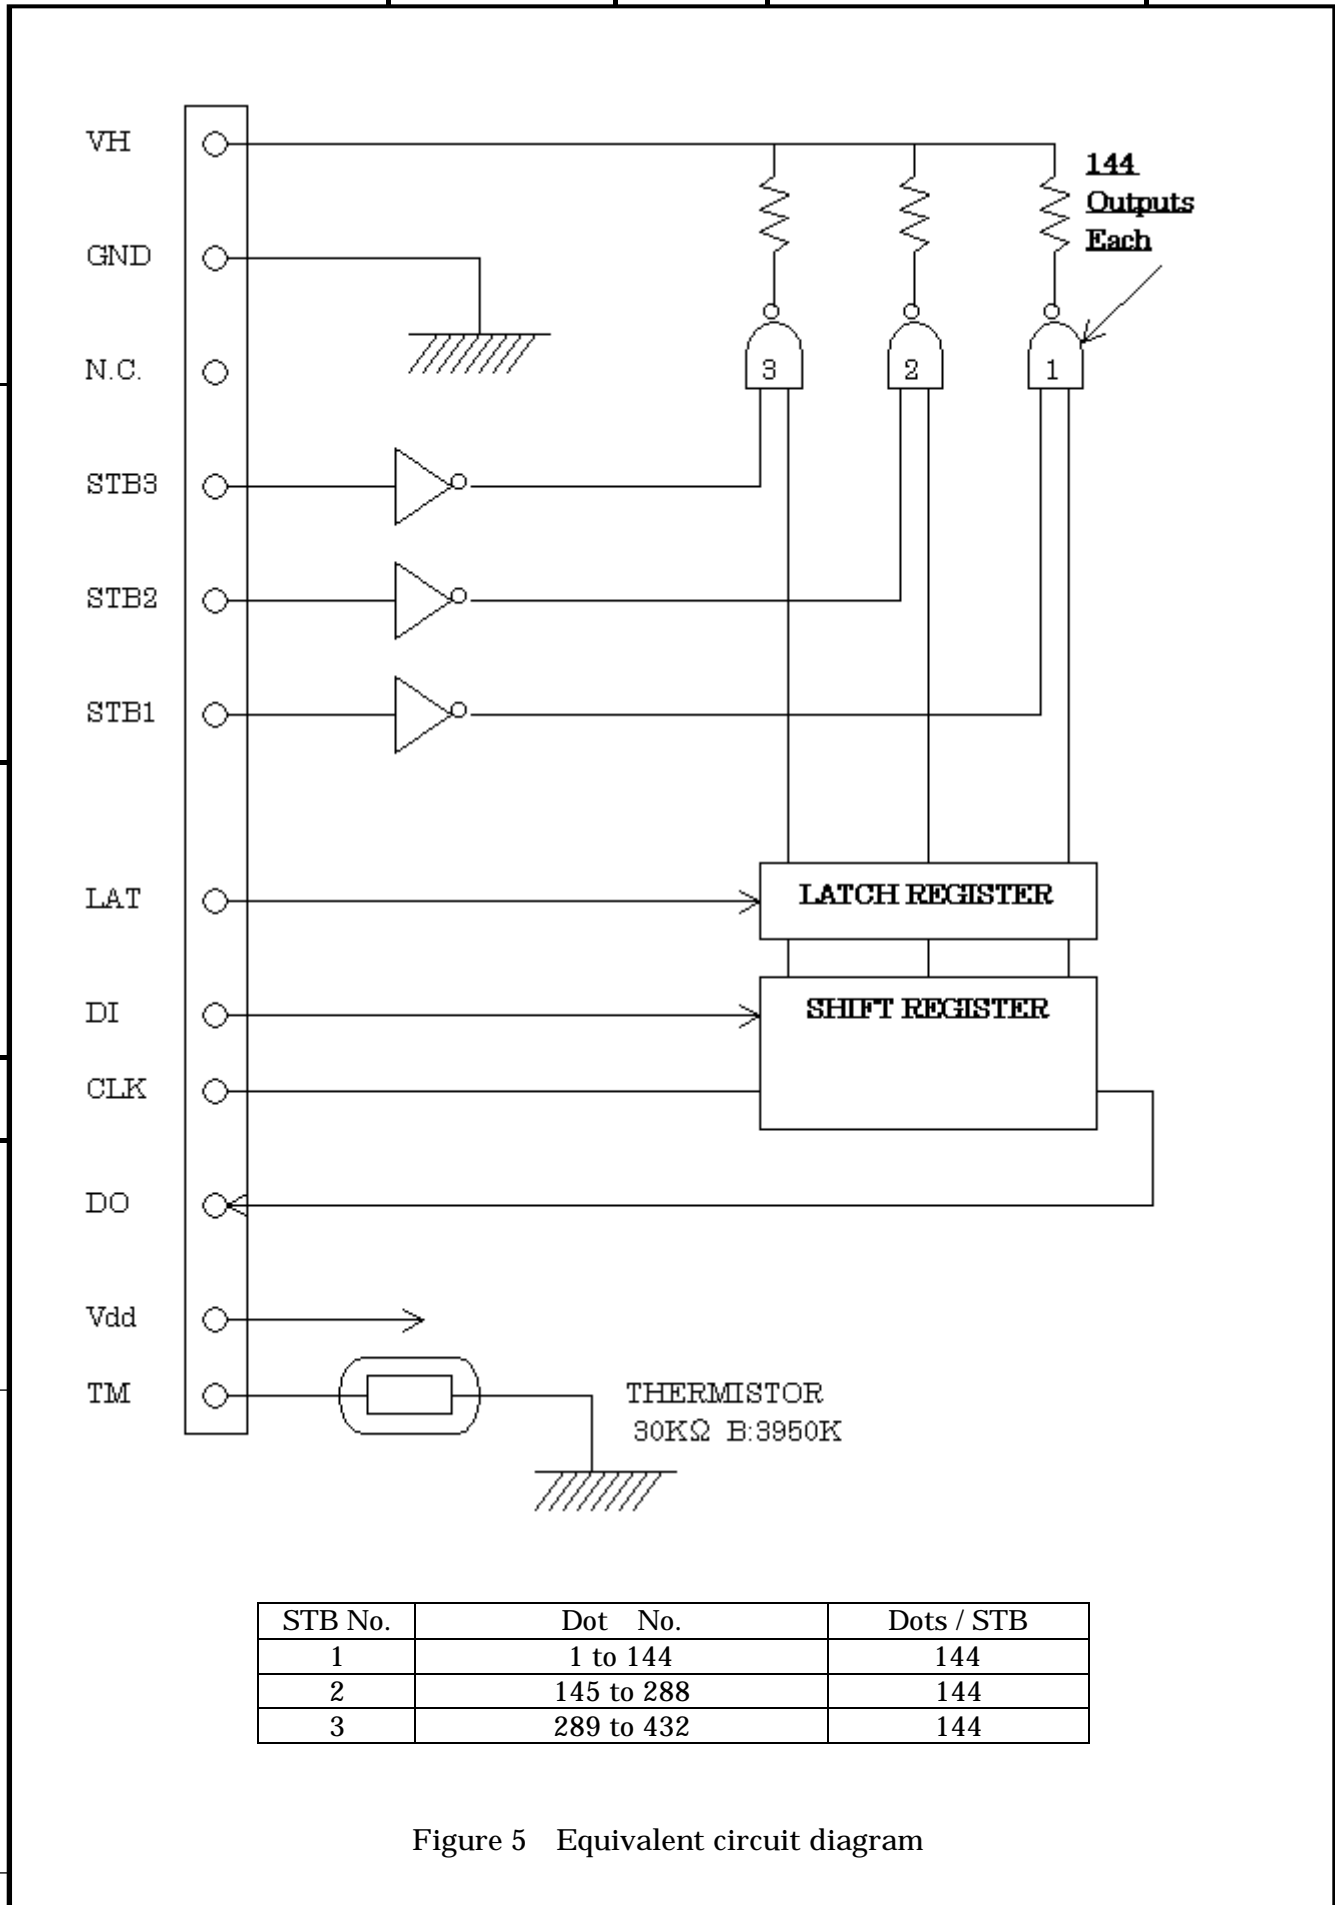 VH
144
Outputs
Each
GND
N.C.
3 2 1
STB3
STB2
STB1
LAT
LATCH REGISTER
DI
SHIFT REGISTER
CLK
DO
Vdd
TM
THERMISTOR
30KΩ B:3950K
STB No. Dot No. Dots / STB
1 1 to 144 144
2 145 to 288 144
3 289 to 432 144
Figure 5 Equivalent circuit diagram